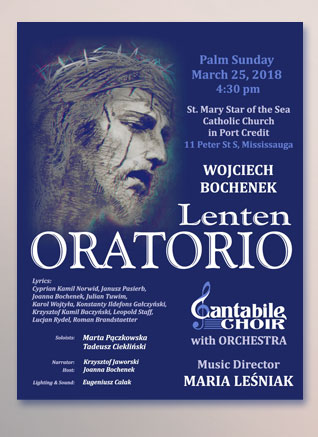 Palm Sunday
March 25, 2018
4:30 pm
St. Mary Star of the Sea
Catholic Church
in Port Credit
11 Peter St S, Mississauga
WOJCIECH
BOCHENEK
Lenten
ORATORIO
Lyrics:
Cyprian Kamil Norwid, Janusz Pasierb,
Joanna Bochenek, Julian Tuwim,
Karol Wojtyła, Konstanty Ildefons Gałczyński,
Krzysztof Kamil Baczyński, Leopold Staff,
Lucjan Rydel, Roman Brandstaetter
Soloists: Marta Pączkowska
Tadeusz Ciekliński
Narrator: Krzysztof Jaworski
Host: Joanna Bochenek
Lighting & Sound: Eugeniusz Calak
Cantabile
CHOIR
with ORCHESTRA
Music Director
MARIA LEŚNIAK